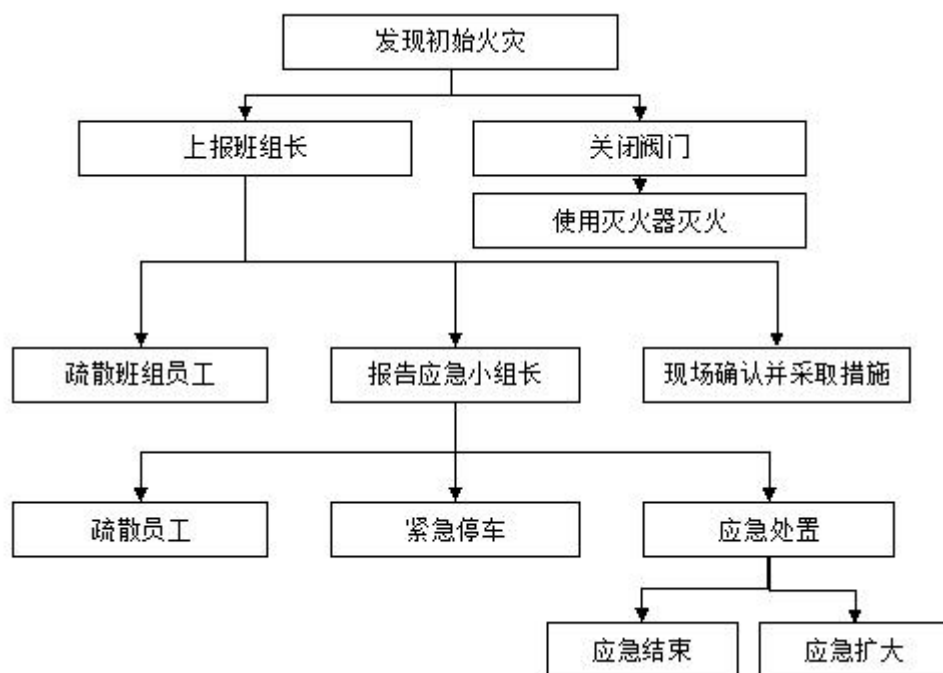 发现初始火灾
上报班组长
关闭阀门
使用灭火器灭火
疏散班组员工
报告应急小组长
现场确认并采取措施
疏散员工
紧急停车
应急处置
应急结束
应急扩大